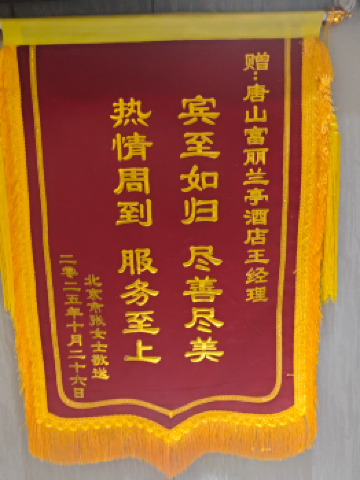 赠：唐山富丽兰亭酒店王经理
宾至如归 尽善尽美
热情周到 服务至上
北京市张女士敬送
二零二五年十月二十六日